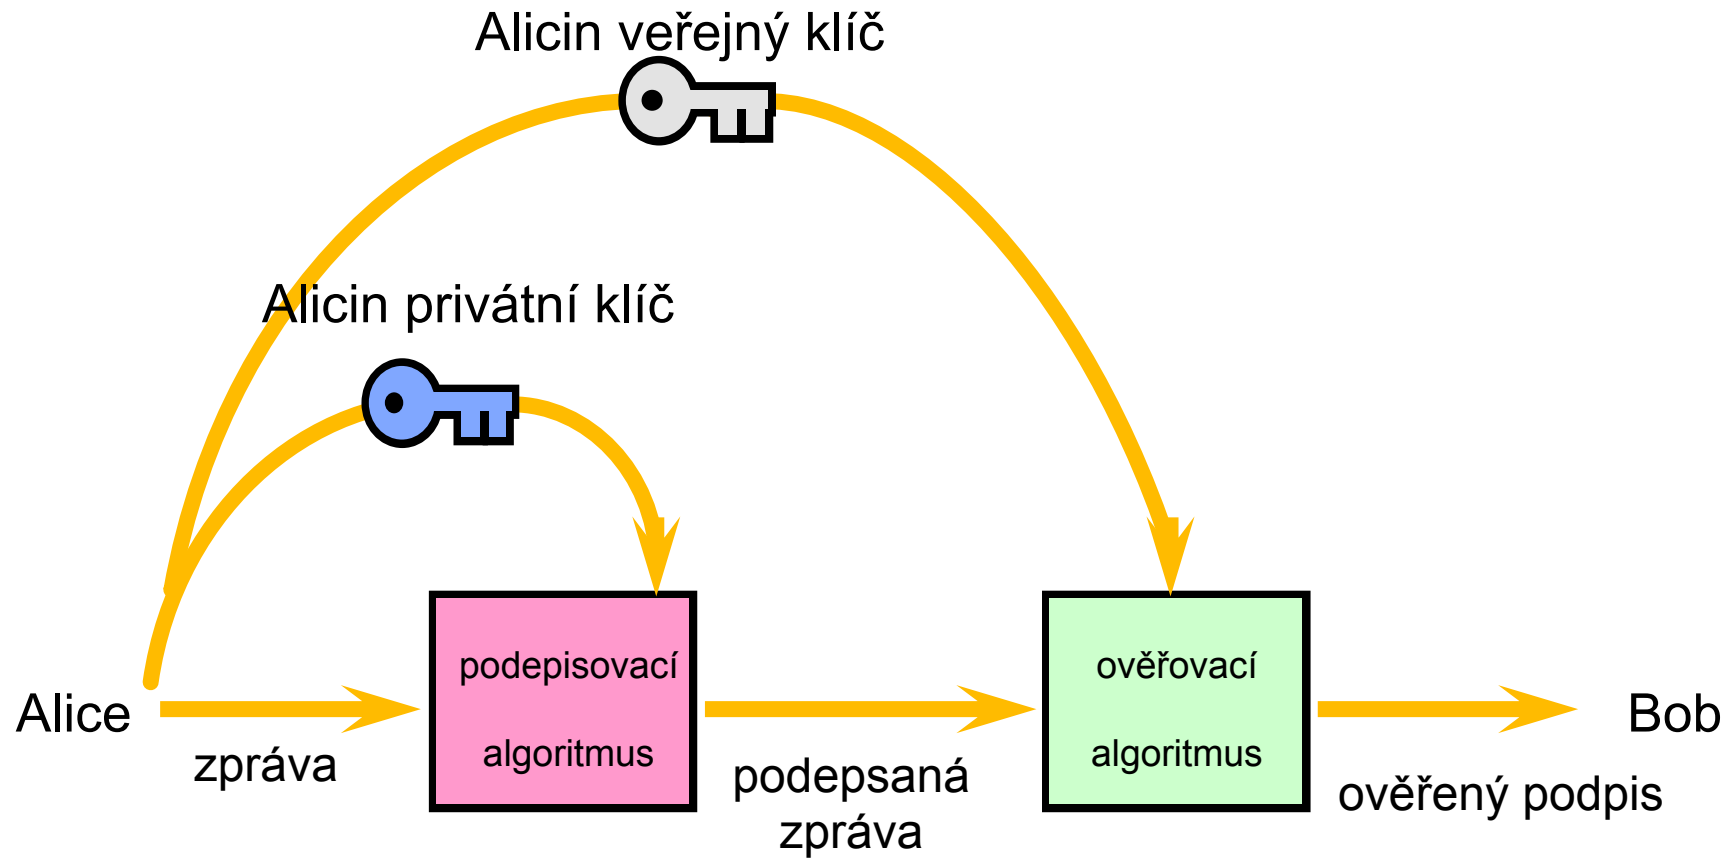 Alicin veřejný klíč
Alicin privátní klíč
Alice
zpráva
podepisovací
algoritmus
podepsaná
zpráva
ověřovací
algoritmus
ověřený podpis
Bob